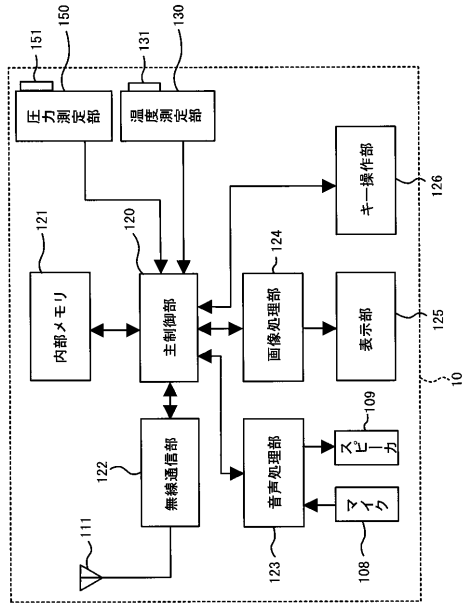 111
122
無線通信部
121
内部メモリ
120
主制御部
151
150
圧力測定部
131
130
温度測定部
123
音声処理部
124
画像処理部
108
マイク
109
スピーカ
125
表示部
126
キー操作部
10